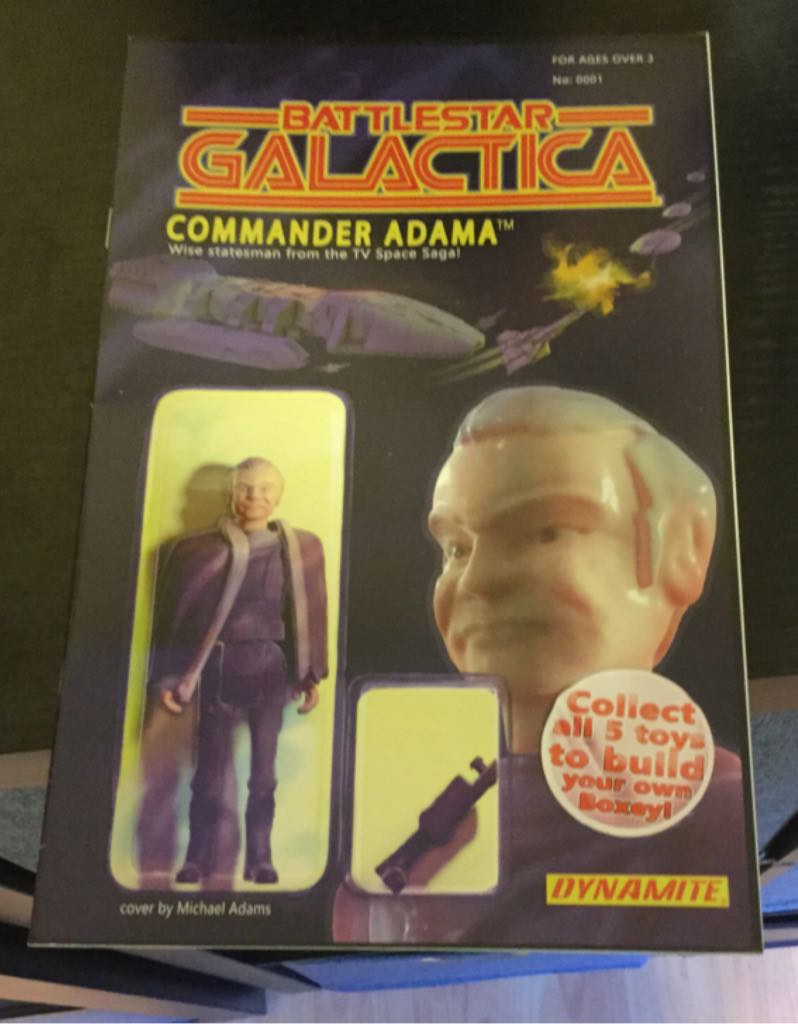 FOR AGES OVER 3
No: 0001
BATTLESTAR
GALACTICA
COMMANDER ADAMA™
Wise statesman from the TV Space Saga!
Collect
all 5 toys
to build
your own
Boxey!
DYNAMITE
cover by Michael Adams